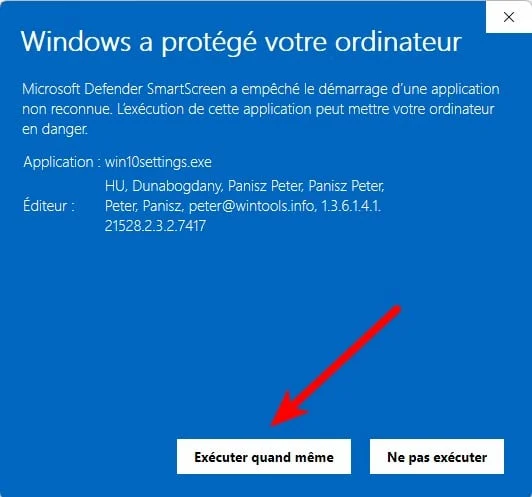 Windows a protégé votre ordinateur
Microsoft Defender SmartScreen a empêché le démarrage d’une application
non reconnue. L’exécution de cette application peut mettre votre ordinateur
en danger.
Application : win10settings.exe
HU, Dunabogdany, Panisz Peter, Panisz Peter,
Éditeur : Peter, Panisz, peter@wintools.info, 1.3.6.1.4.1.
21528.2.3.2.7417
Exécuter quand même Ne pas exécuter